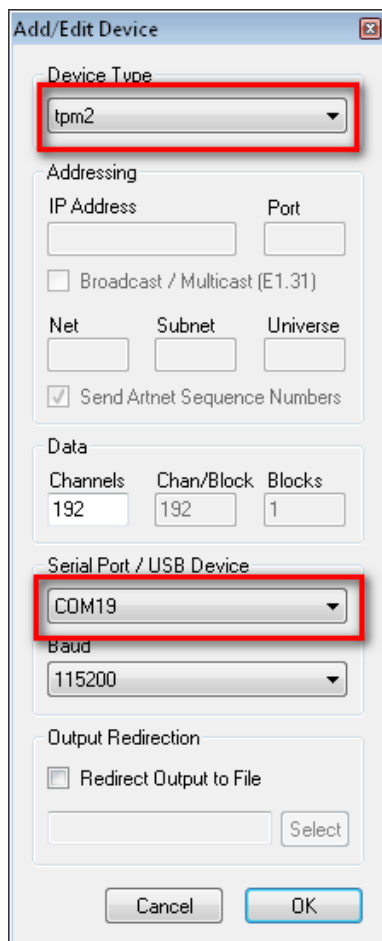 Add/Edit Device
Device Type
tpm2
Addressing
IP Address Port
Broadcast / Multicast (E1.31)
Net Subnet Universe
Send Artnet Sequence Numbers
Data
Channels Chan/Block Blocks
192 192 1
Serial Port / USB Device
COM19
Baud
115200
Output Redirection
Redirect Output to File
Select
Cancel OK